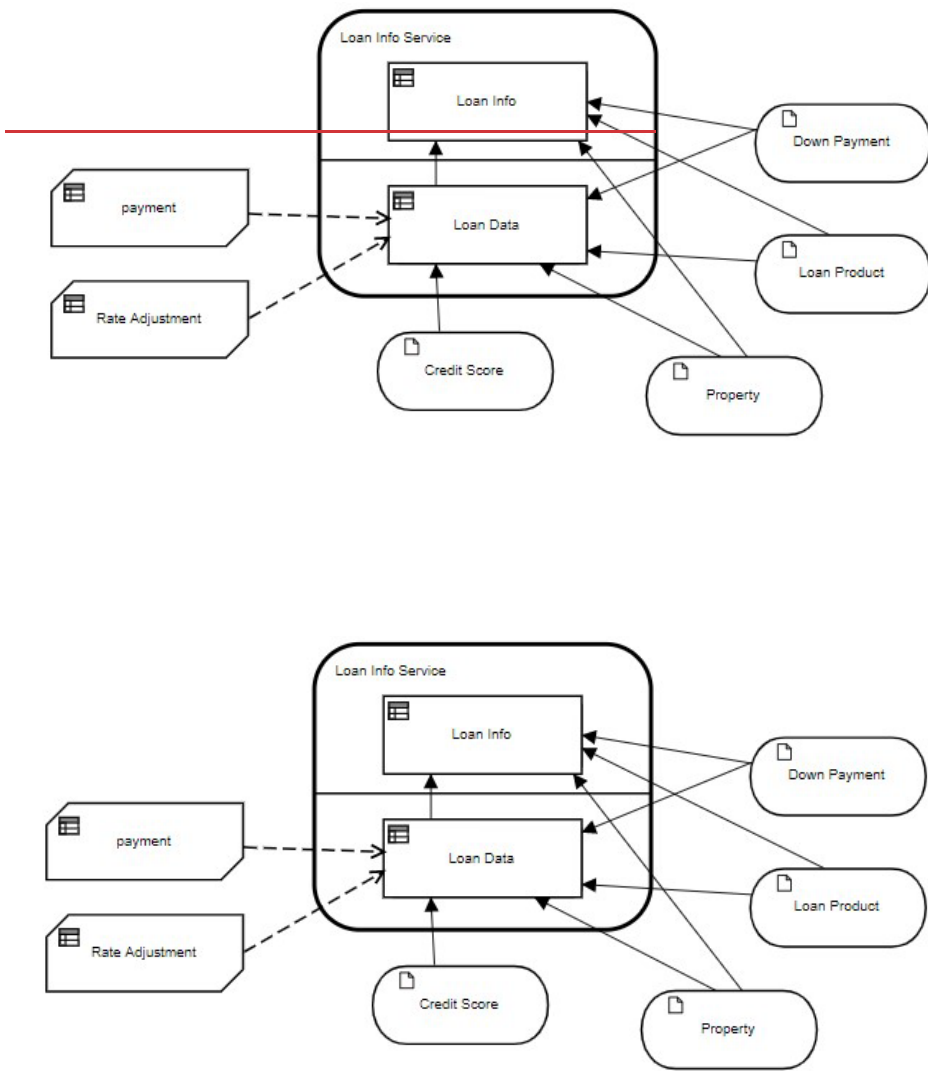 Loan Info Service
Loan Info
Down Payment
payment
Loan Data
Loan Product
Rate Adjustment
Credit Score
Property
Loan Info Service
Loan Info
Down Payment
payment
Loan Data
Loan Product
Rate Adjustment
Credit Score
Property